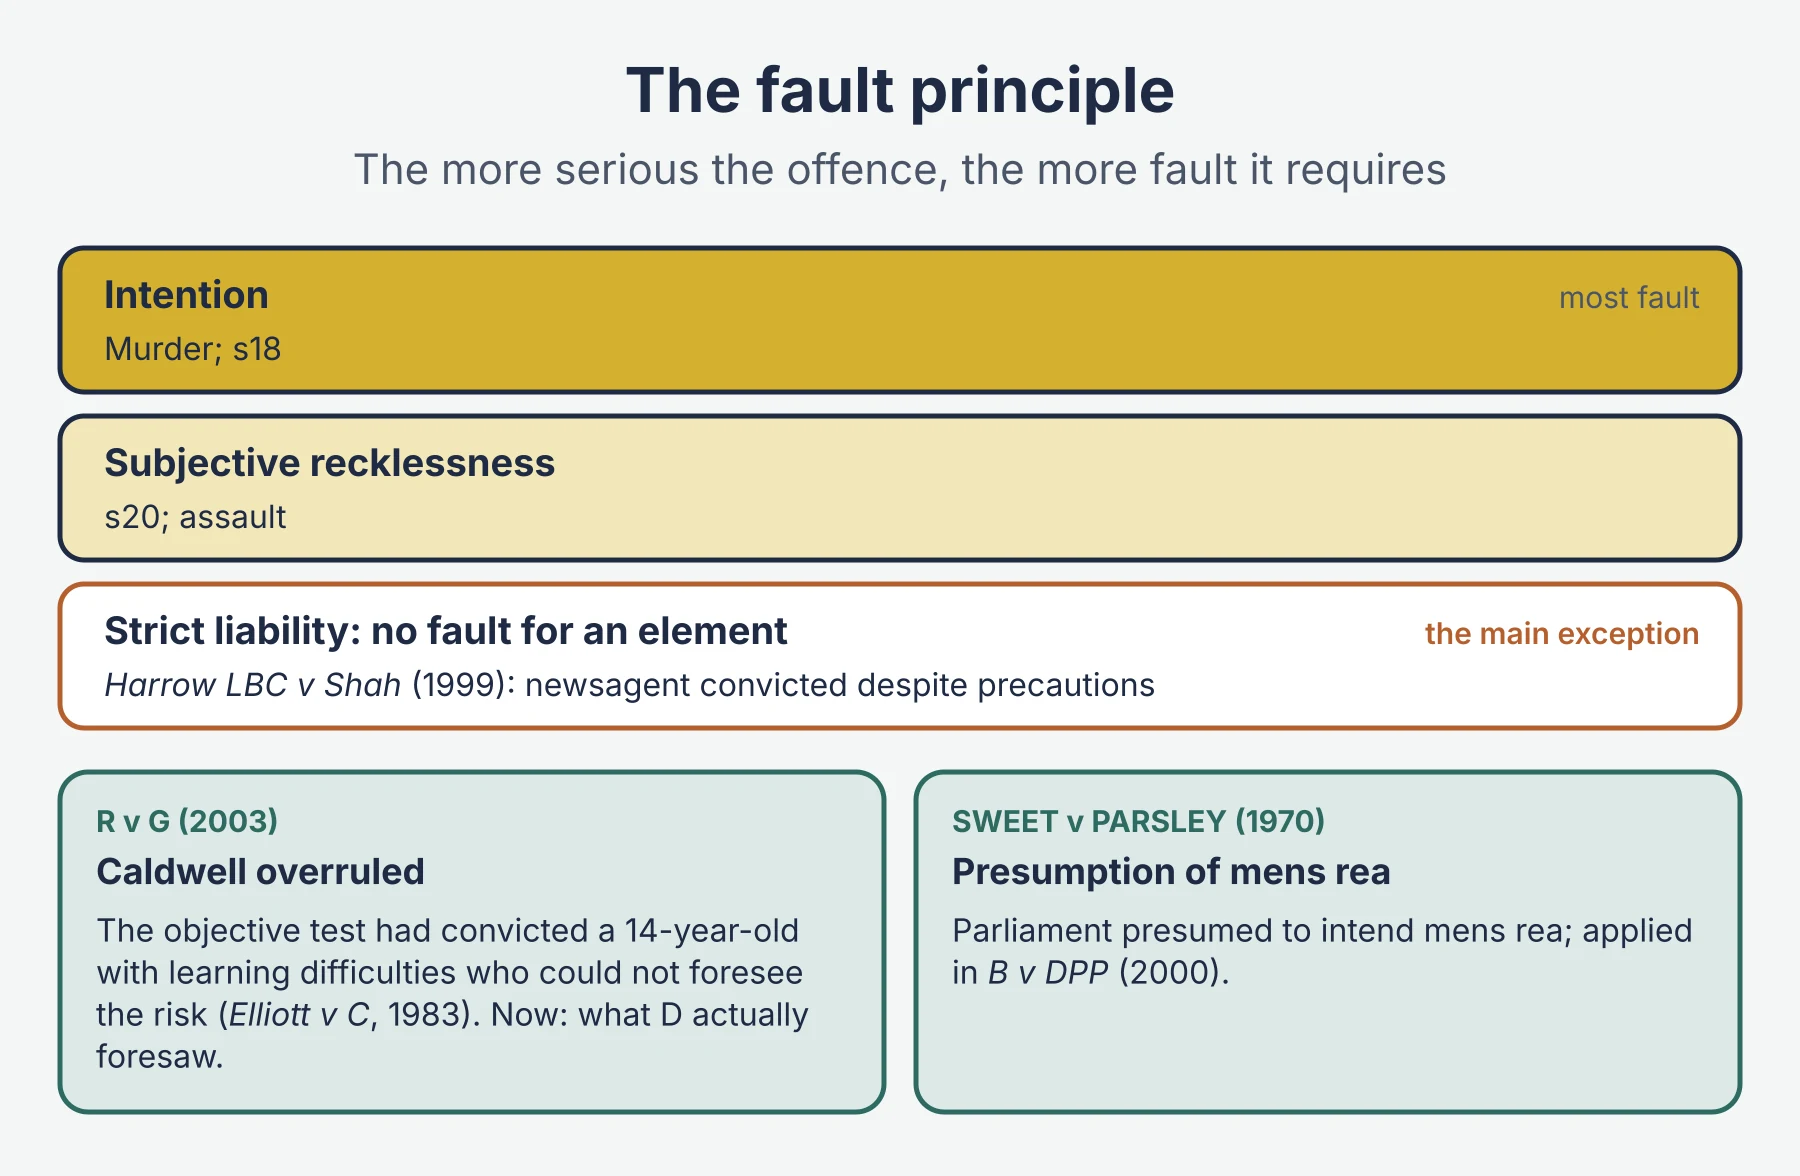 The fault principle
The more serious the offence, the more fault it requires
Intention
most fault
Murder; s18
Subjective recklessness
s20; assault
Strict liability: no fault for an element
the main exception
Harrow LBC v Shah (1999): newsagent convicted despite precautions
R v G (2003)
Caldwell overruled
The objective test had convicted a 14-year-old
with learning difficulties who could not foresee
the risk (Elliott v C, 1983). Now: what D actually
foresaw.
SWEET v PARSLEY (1970)
Presumption of mens rea
Parliament presumed to intend mens rea; applied
in B v DPP (2000).